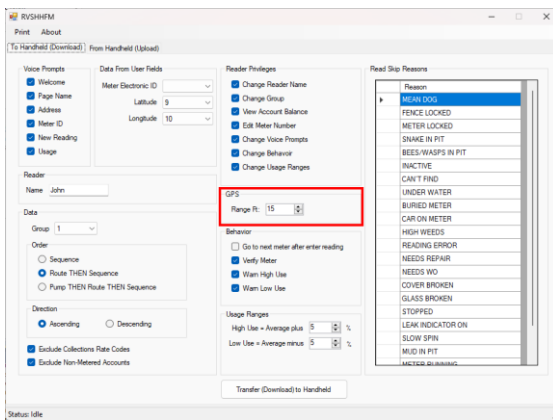 RVSHHFM
Print About
To Handheld (Download) From Handheld (Upload)
Voice Prompts
Welcome
Page Name
Address
Meter ID
New Reading
Usage
Data From User Fields
Meter Electronic ID
Latitude 9
Longitude 10
Reader
Name John
Data
Group 1
Order
Sequence
Route THEN Sequence
Pump THEN Route THEN Sequence
Direction
Ascending Descending
Exclude Collections Rate Codes
Exclude Non-Metered Accounts
Reader Privileges
Change Reader Name
Change Group
View Account Balance
Edit Meter Number
Change Voice Prompts
Change Behavoir
Change Usage Ranges
GPS
Range Ft: 15
Behavior
Go to next meter after enter reading
Verify Meter
Warn High Use
Warn Low Use
Usage Ranges
High Use = Average plus 5 %
Low Use = Average minus 5 %
Transfer (Download) to Handheld
Read Skip Reasons
Reason
MEAN DOG
FENCE LOCKED
METER LOCKED
SNAKE IN PIT
BEES/WASPS IN PIT
INACTIVE
CAN'T FIND
UNDER WATER
BURIED METER
CAR ON METER
HIGH WEEDS
READING ERROR
NEEDS REPAIR
NEEDS WO
COVER BROKEN
GLASS BROKEN
STOPPED
LEAK INDICATOR ON
SLOW SPIN
MUD IN PIT
METER RUNNING
Status: Idle